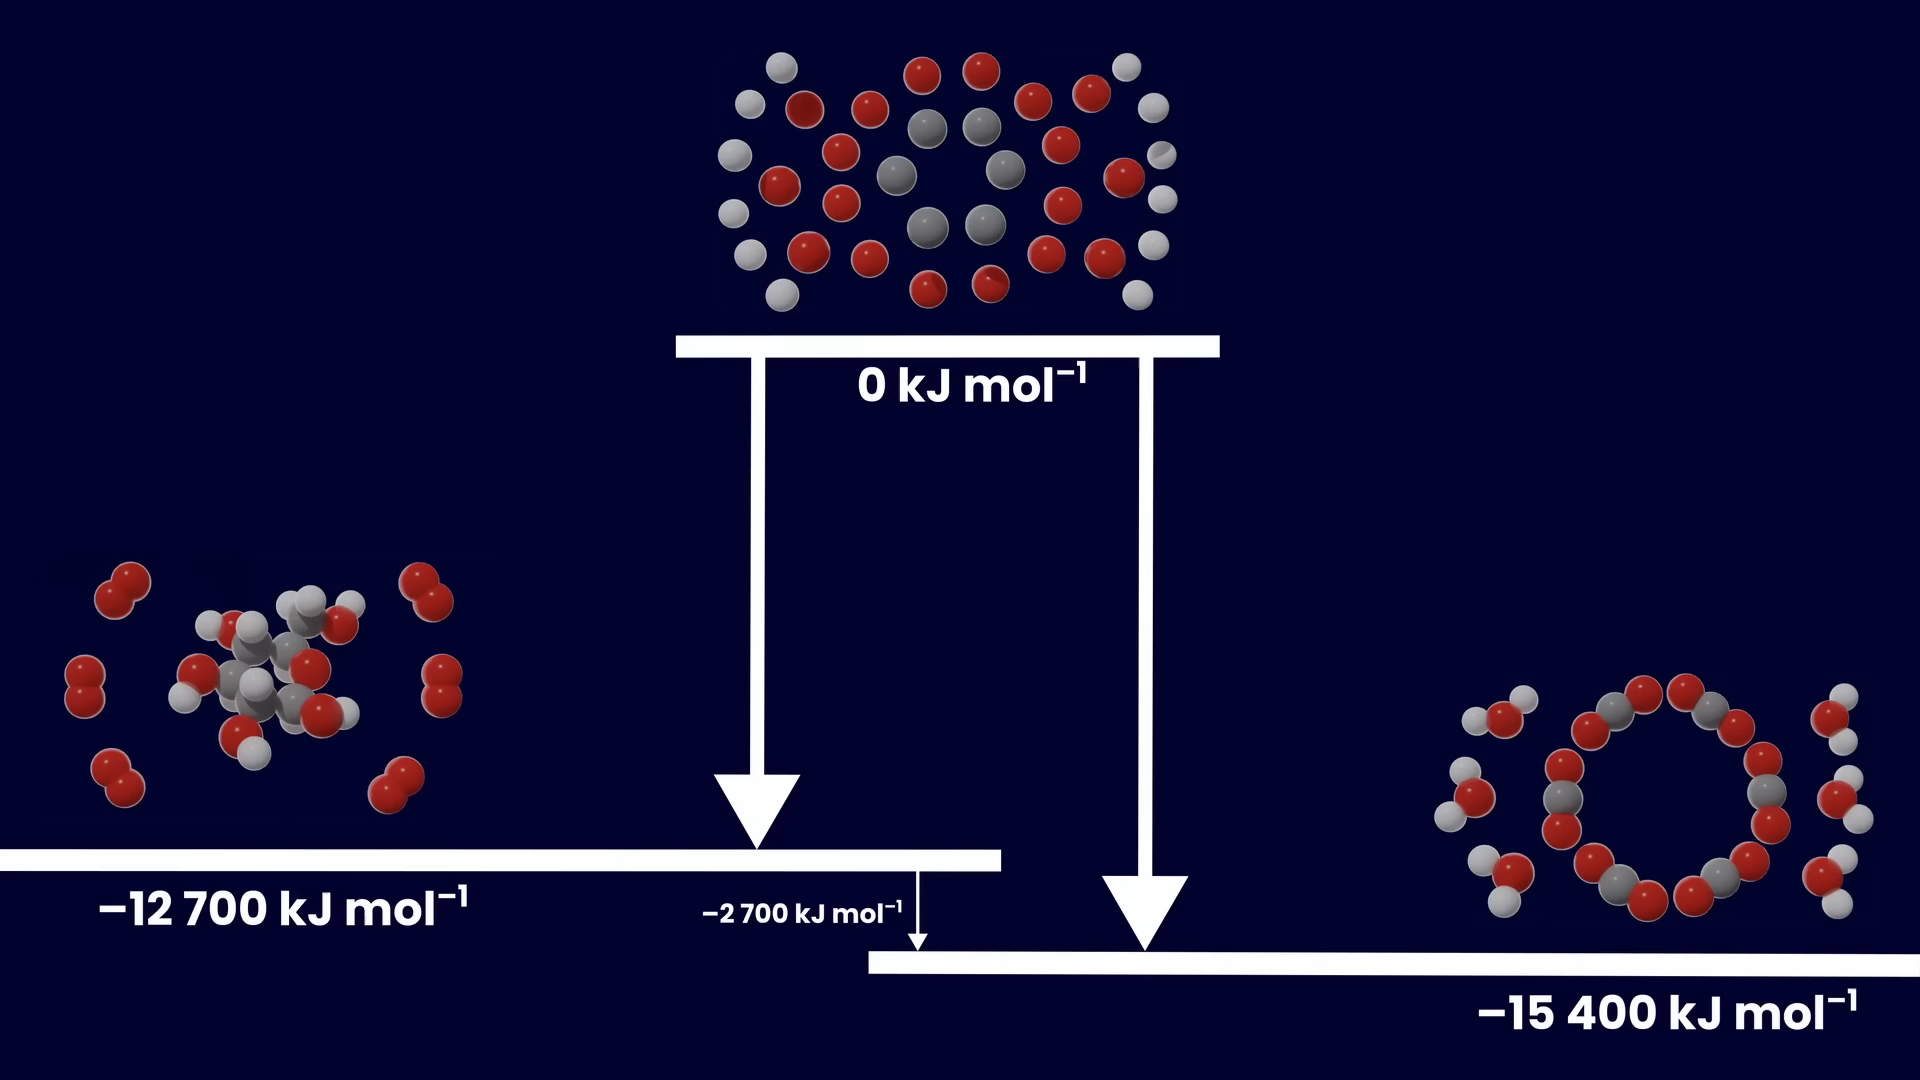 0 kJ mol⁻¹
–12 700 kJ mol⁻¹
–2 700 kJ mol⁻¹
–15 400 kJ mol⁻¹